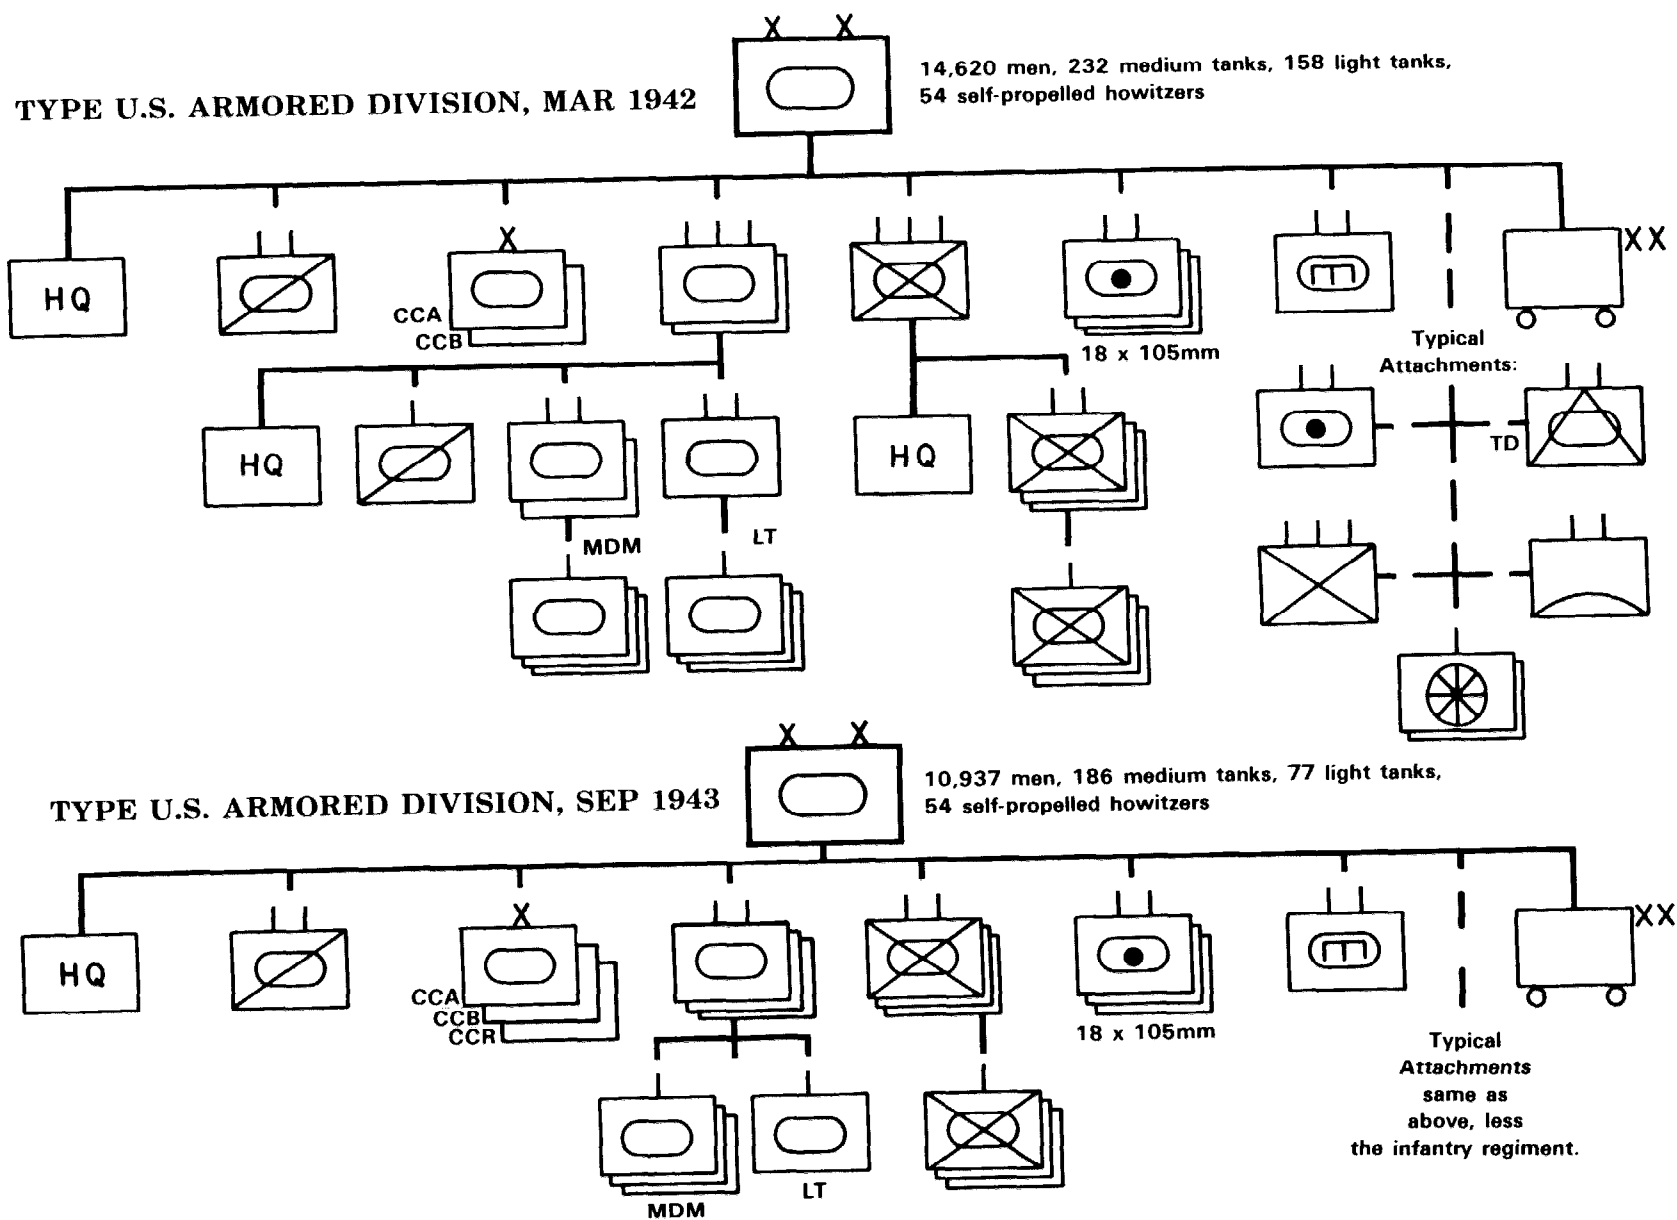 X X
14,620 men, 232 medium tanks, 158 light tanks,
54 self-propelled howitzers
TYPE U.S. ARMORED DIVISION, MAR 1942
X
XX
HQ
CCA
CCB
18 x 105mm
Typical
Attachments:
HQ
HQ
TD
MDM
LT
X X
10,937 men, 186 medium tanks, 77 light tanks,
54 self-propelled howitzers
TYPE U.S. ARMORED DIVISION, SEP 1943
X
XX
HQ
CCA
CCB
CCR
18 x 105mm
Typical
Attachments
same as
above, less
the infantry regiment.
LT
MDM